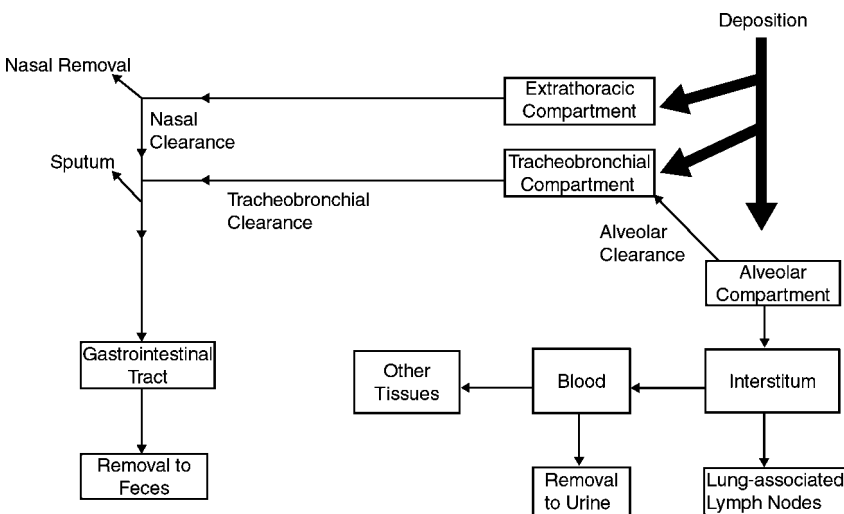 Deposition
Nasal Removal
Extrathoracic
Compartment
Nasal
Clearance
Sputum
Tracheobronchial
Compartment
Tracheobronchial
Clearance
Alveolar
Clearance
Alveolar
Compartment
Gastrointestinal
Tract
Other
Tissues
Blood
Interstitum
Removal to
Feces
Removal
to Urine
Lung-associated
Lymph Nodes